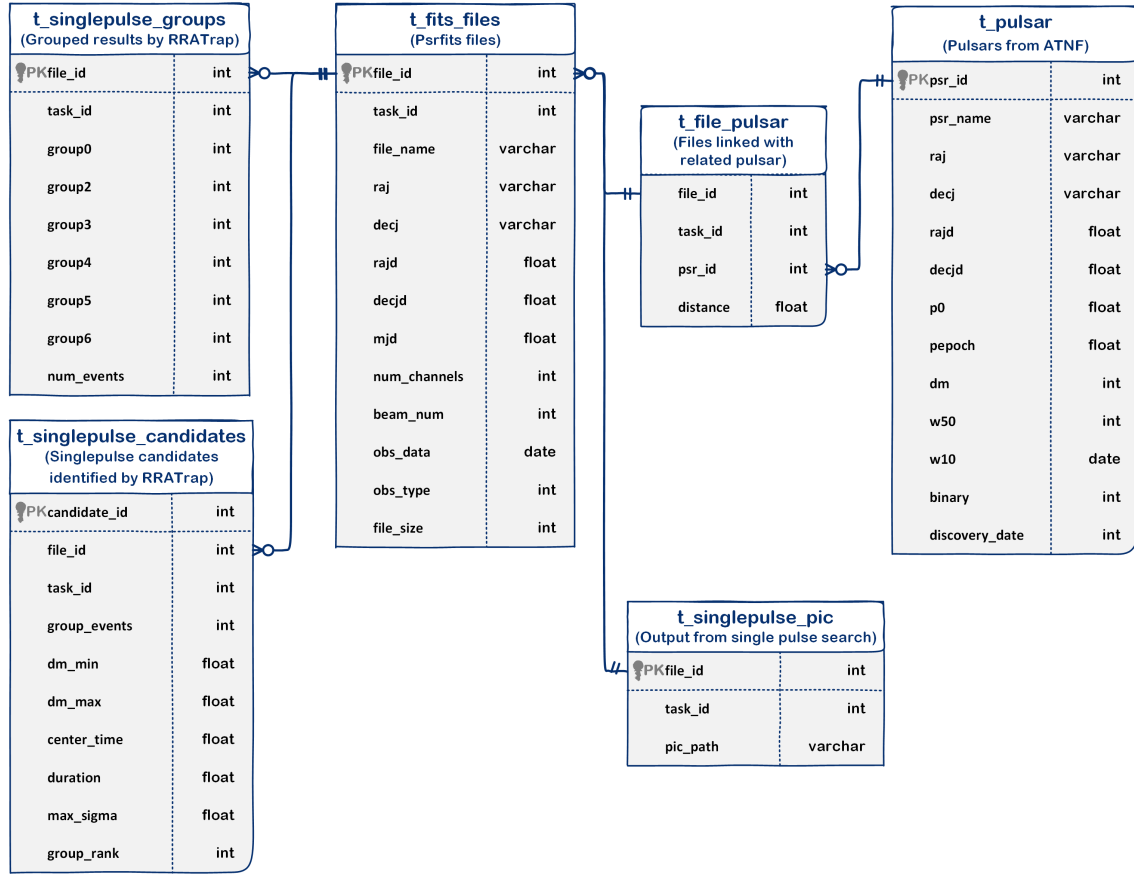 t_singlepulse_groups
(Grouped results by RRATrap)
PK file_id int
task_id int
group0 int
group2 int
group3 int
group4 int
group5 int
group6 int
num_events int
t_singlepulse_candidates
(Singlepulse candidates
identified by RRATrap)
PK candidate_id int
file_id int
task_id int
group_events int
dm_min float
dm_max float
center_time float
duration float
max_sigma float
group_rank int
t_fits_files
(Psrfits files)
PK file_id int
task_id int
file_name varchar
raj varchar
decj varchar
rajd float
decjd float
mjd float
num_channels int
beam_num int
obs_data date
obs_type int
file_size int
t_file_pulsar
(Files linked with
related pulsar)
file_id int
task_id int
psr_id int
distance float
t_singlepulse_pic
(Output from single pulse search)
PK file_id int
task_id int
pic_path varchar
t_pulsar
(Pulsars from ATNF)
PK psr_id int
psr_name varchar
raj varchar
decj varchar
rajd float
decjd float
p0 float
pepoch float
dm int
w50 int
w10 date
binary int
discovery_date int